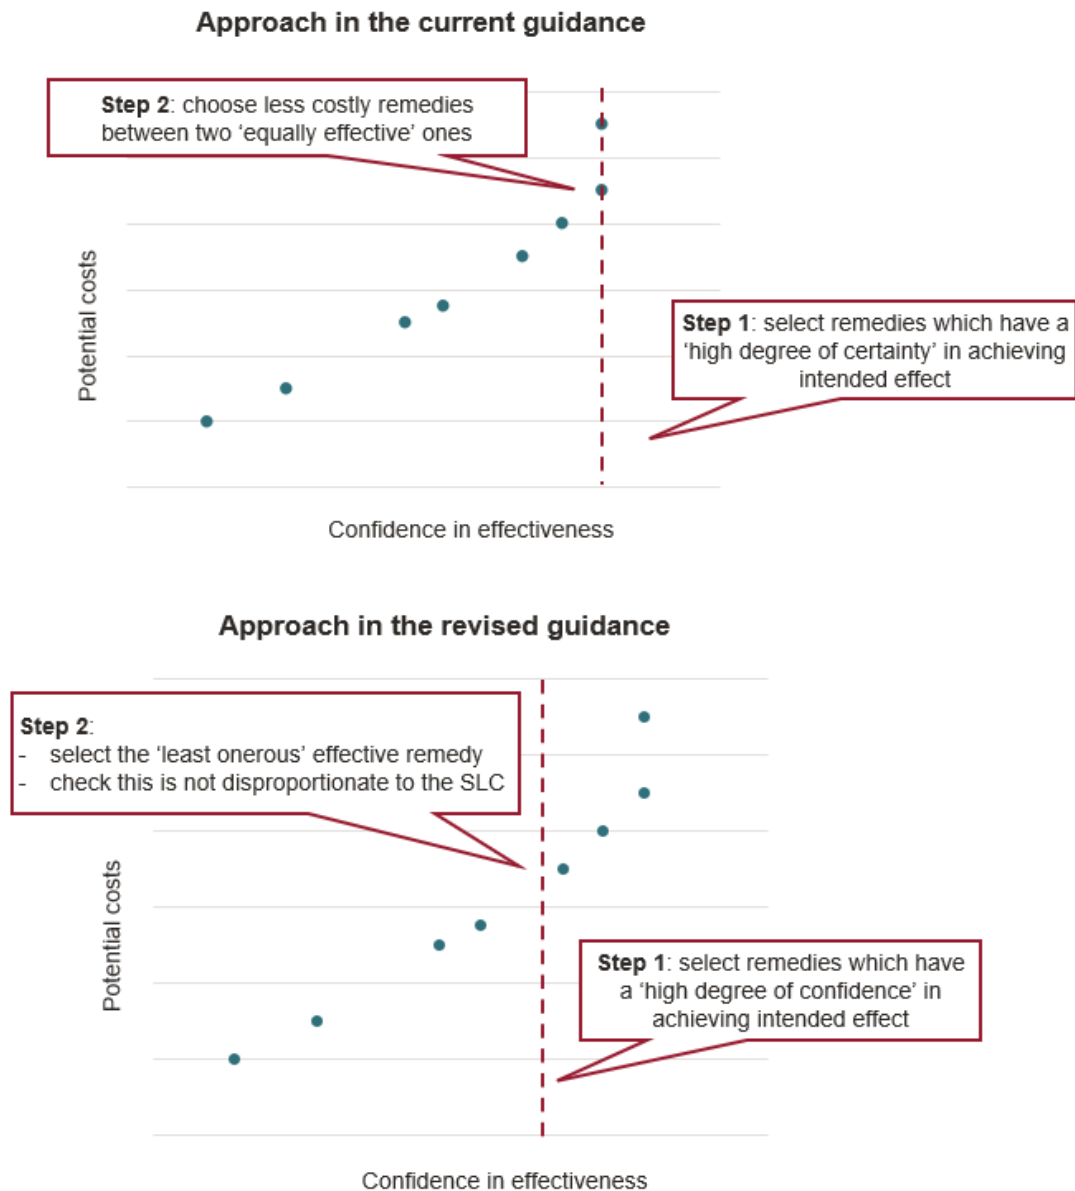 Approach in the current guidance
Step 2: choose less costly remedies
between two ‘equally effective’ ones
Potential costs
Step 1: select remedies which have a
‘high degree of certainty’ in achieving
intended effect
Confidence in effectiveness
Approach in the revised guidance
Step 2:
- select the ‘least onerous’ effective remedy
- check this is not disproportionate to the SLC
Potential costs
Step 1: select remedies which have
a ‘high degree of confidence’ in
achieving intended effect
Confidence in effectiveness